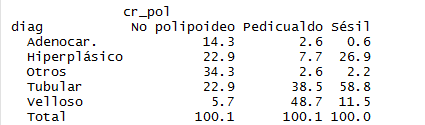 cr_pol
diag No polipoideo Pedicualdo Sésil
Adenocar. 14.3 2.6 0.6
Hiperplásico 22.9 7.7 26.9
Otros 34.3 2.6 2.2
Tubular 22.9 38.5 58.8
Velloso 5.7 48.7 11.5
Total 100.1 100.1 100.0